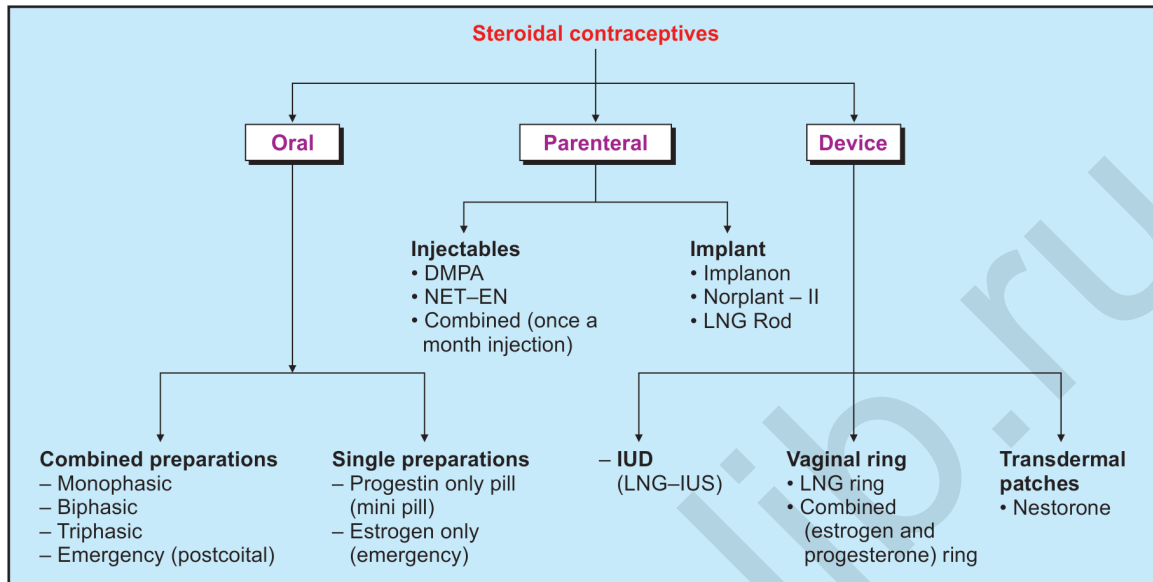 Steroidal contraceptives
Oral
Parenteral
Device
Injectables
• DMPA
• NET–EN
• Combined (once a
month injection)
Implant
• Implanon
• Norplant – II
• LNG Rod
Combined preparations
– Monophasic
– Biphasic
– Triphasic
– Emergency (postcoital)
Single preparations
– Progestin only pill
(mini pill)
– Estrogen only
(emergency)
– IUD
(LNG–IUS)
Vaginal ring
• LNG ring
• Combined
(estrogen and
progesterone) ring
Transdermal
patches
• Nestorone